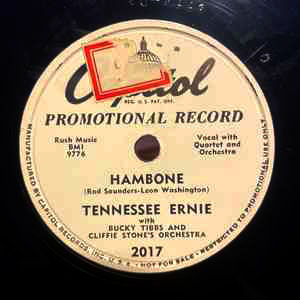 Capitol
REG. U. S. PAT. OFF.
PROMOTIONAL RECORD
Rush Music
BMI
9776
Vocal with
Quartet and
Orchestra
HAMBONE
(Red Saunders-Leon Washington)
TENNESSEE ERNIE
with
BUCKY TIBBS AND
CLIFFIE STONE'S ORCHESTRA
2017
MANUFACTURED BY CAPITOL RECORDS, INC. U. S. A. • NOT FOR SALE • RESTRICTED TO PROMOTIONAL USE ONLY